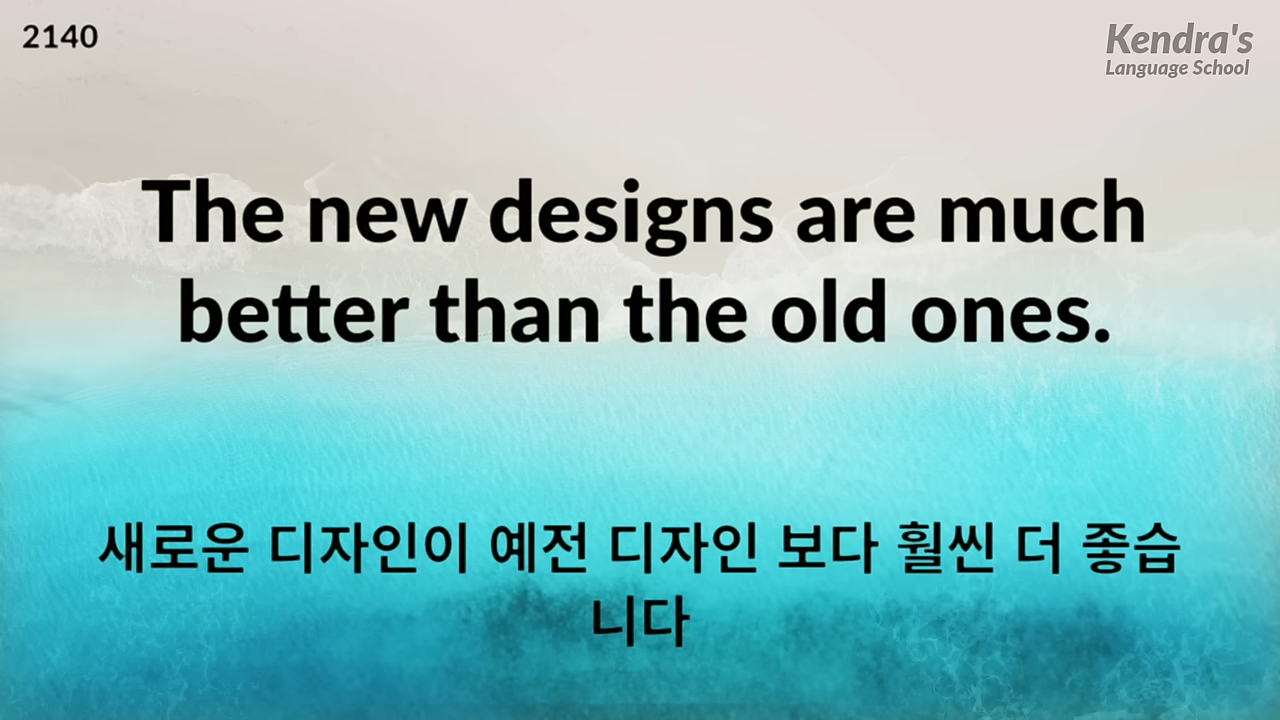 2140
Kendra's
Language School
The new designs are much
better than the old ones.
새로운 디자인이 예전 디자인 보다 훨씬 더 좋습
니다